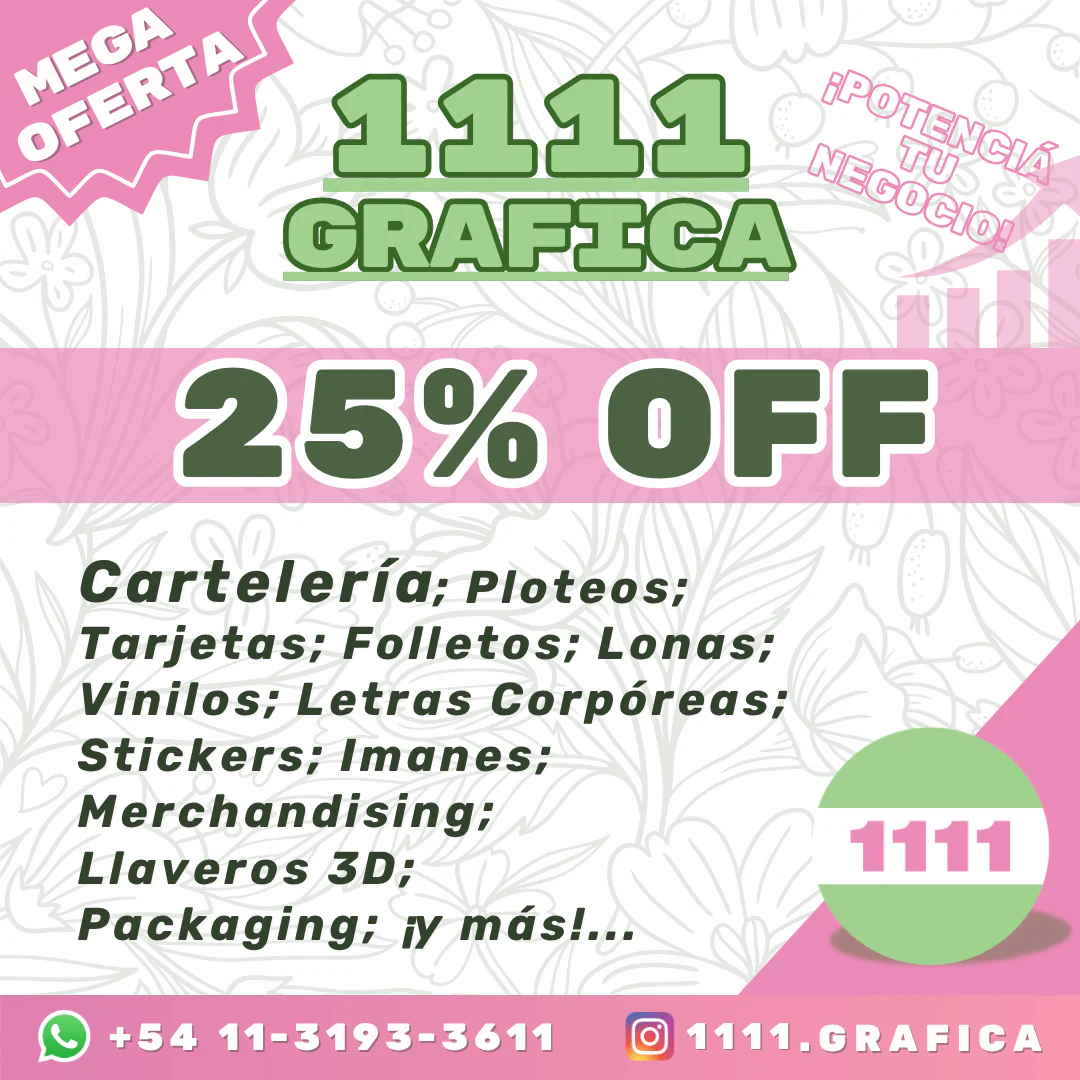 MEGA
OFERTA
1111
GRAFICA
¡POTENCIÁ
TU
NEGOCIO!
25% OFF
Cartelería; Ploteos;
Tarjetas; Folletos; Lonas;
Vinilos; Letras Corpóreas;
Stickers; Imanes;
Merchandising;
Llaveros 3D;
Packaging; ¡y más!...
1111
+54 11-3193-3611
1111.GRAFICA